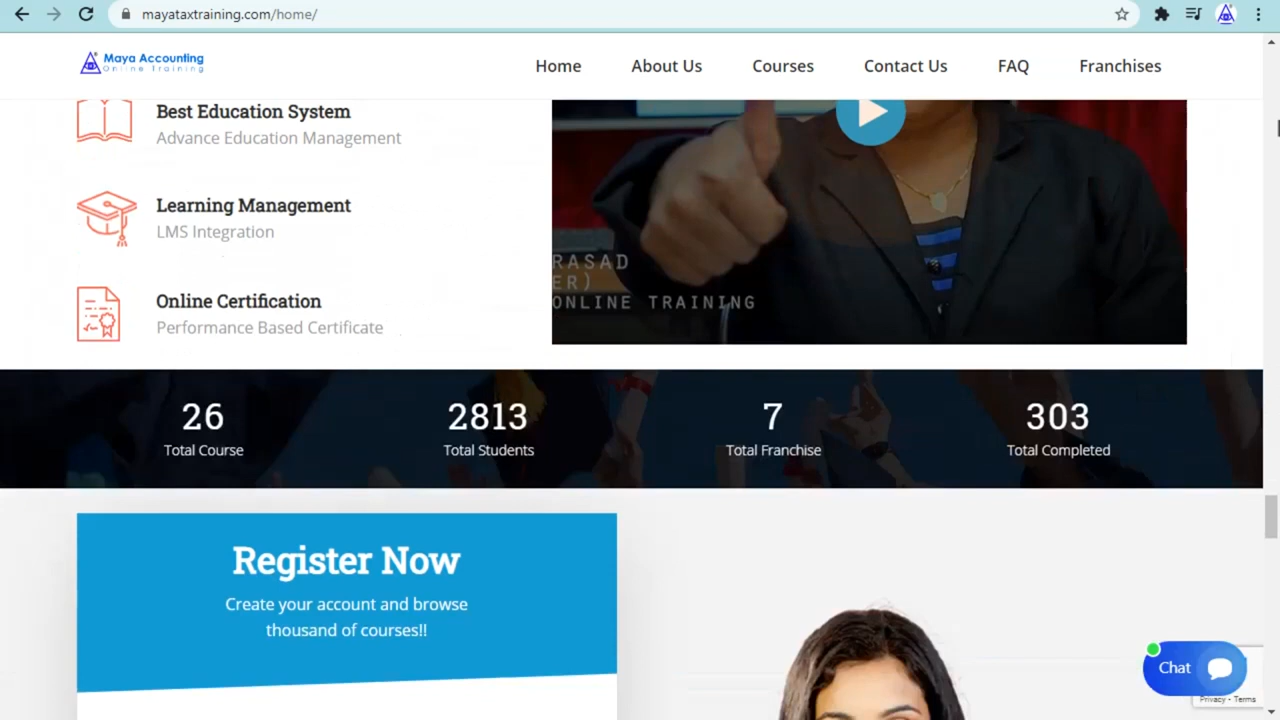 mayataxtraining.com/home/
Maya Accounting
Online Training
Home
About Us
Courses
Contact Us
FAQ
Franchises
Best Education System
Advance Education Management
Learning Management
LMS Integration
Online Certification
Performance Based Certificate
RASAD
ER)
ONLINE TRAINING
26
Total Course
2813
Total Students
7
Total Franchise
303
Total Completed
Register Now
Create your account and browse
thousand of courses!!
Chat
Privacy - Terms